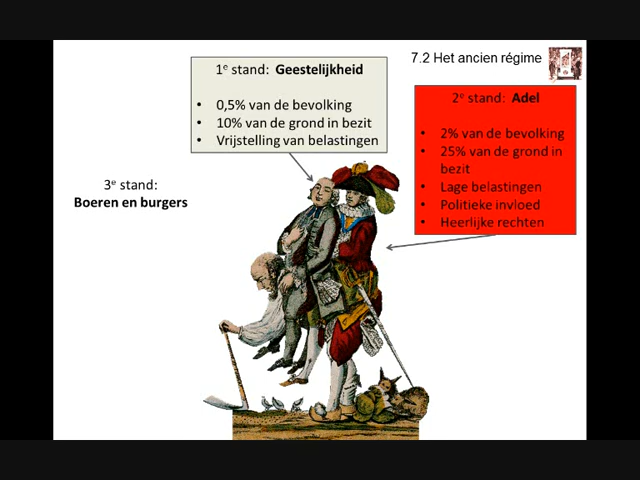 7.2 Het ancien régime
1e stand: Geestelijkheid
• 0,5% van de bevolking
• 10% van de grond in bezit
• Vrijstelling van belastingen
2e stand: Adel
• 2% van de bevolking
• 25% van de grond in
bezit
• Lage belastingen
• Politieke invloed
• Heerlijke rechten
3e stand:
Boeren en burgers